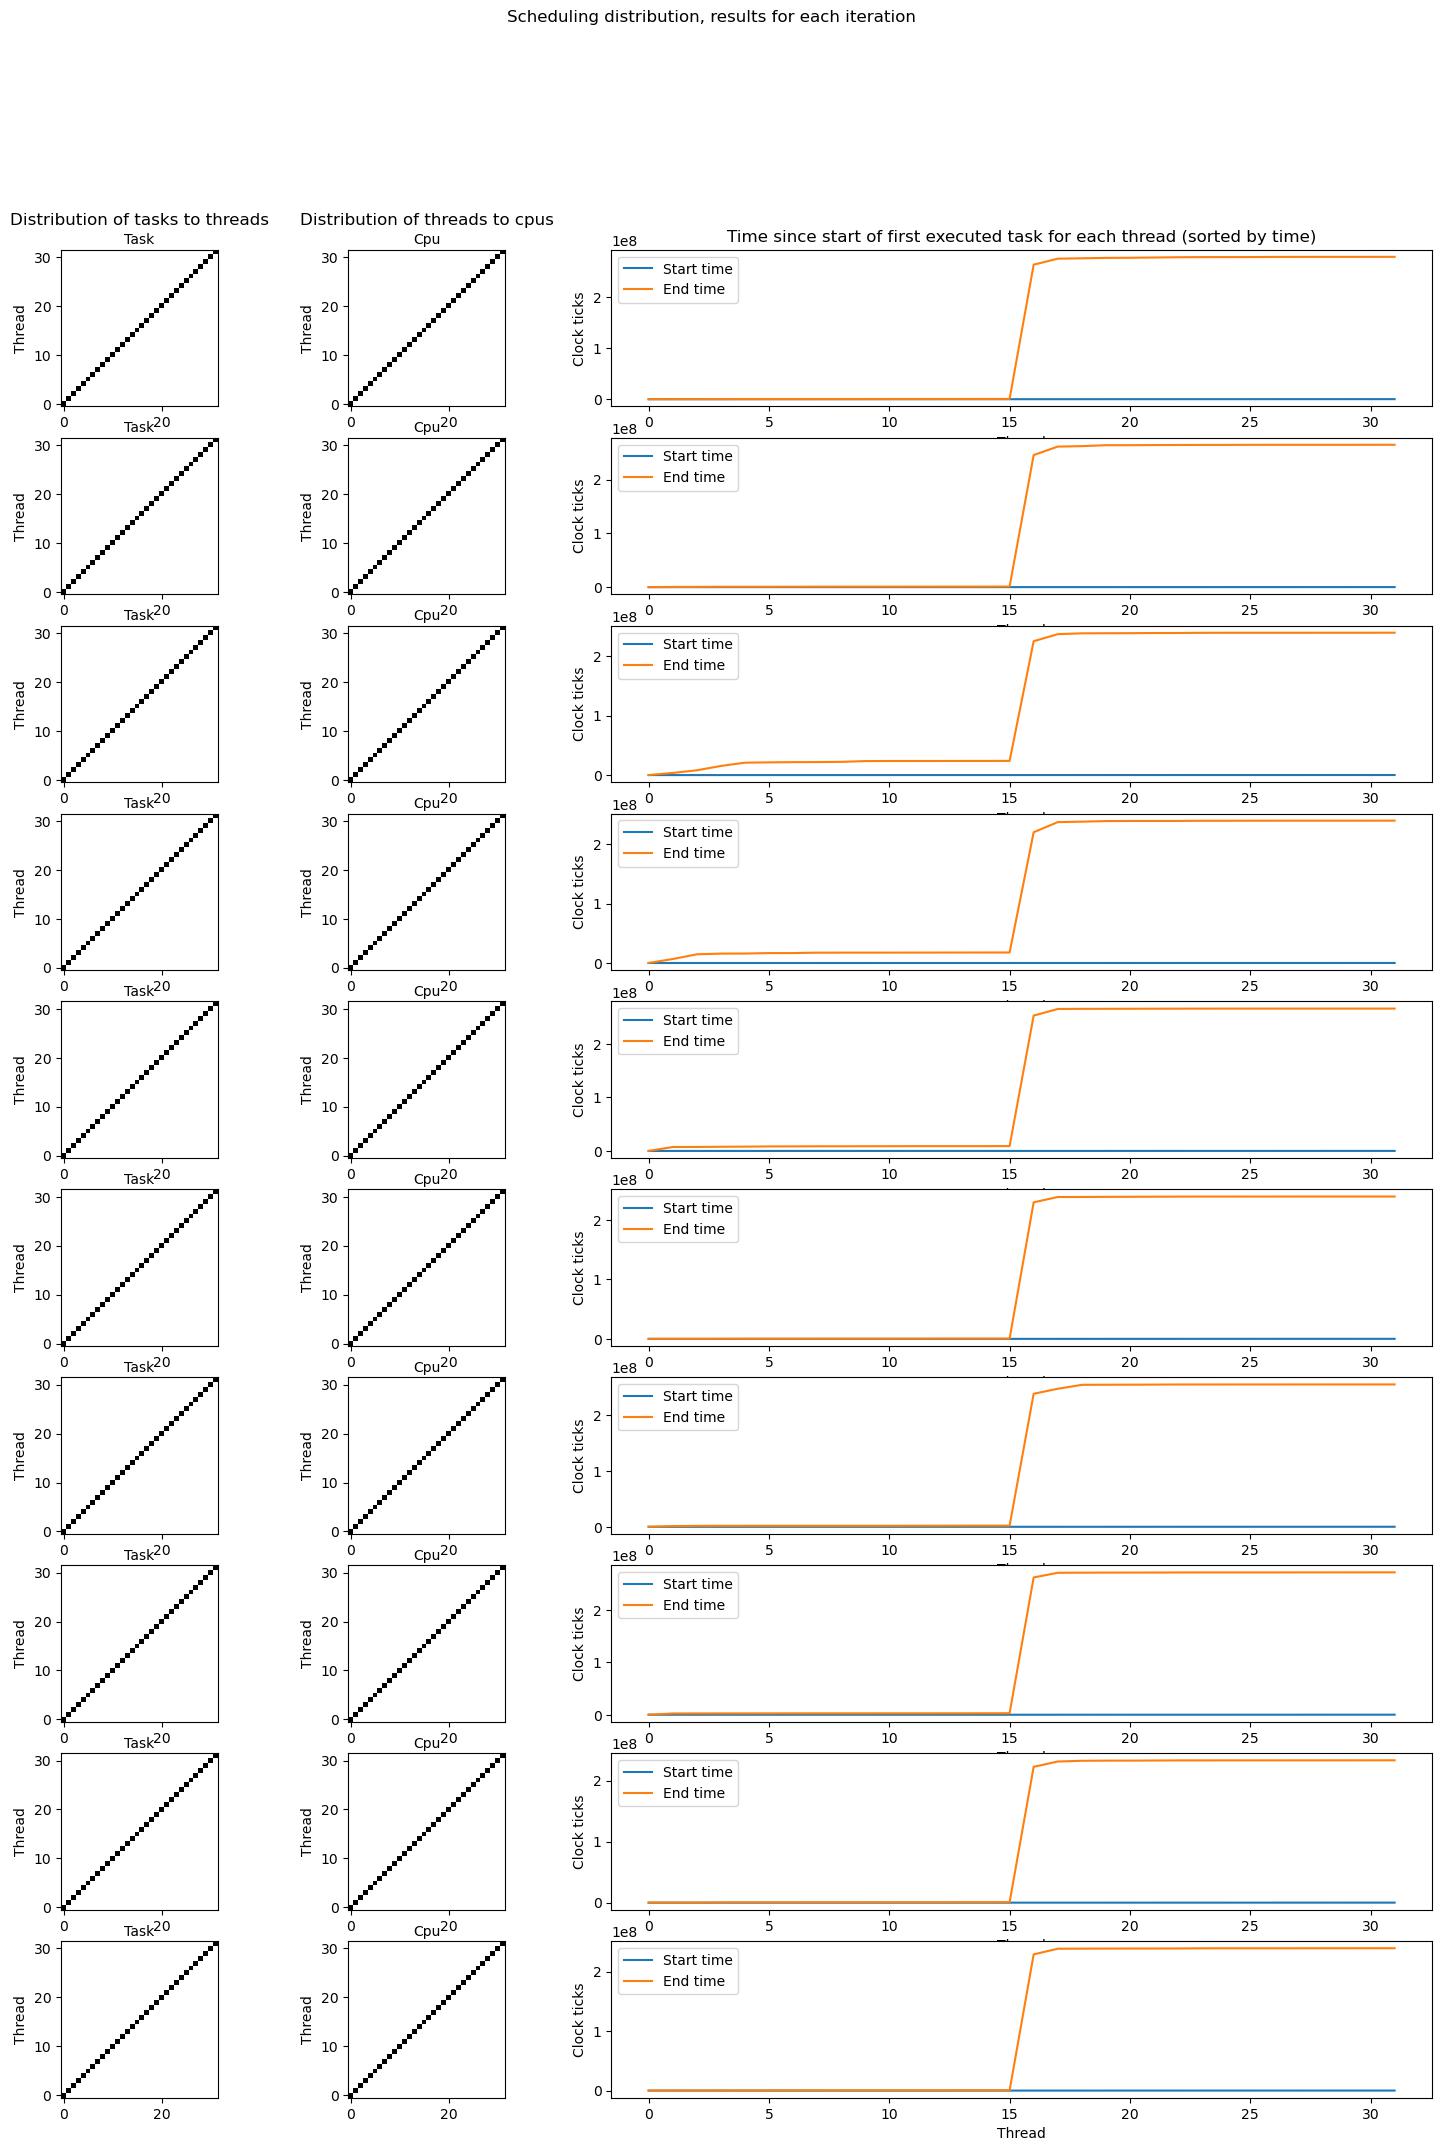 Scheduling distribution, results for each iteration
Distribution of tasks to threads
Distribution of threads to cpus
Time since start of first executed task for each thread (sorted by time)
Task
Thread
30
20
10
0
0 20
Cpu
Thread
30
20
10
0
0 20
1e8
Clock ticks
2
1
0
Start time
End time
0 5 10 15 20 25 30
Task
Thread
30
20
10
0
0 20
Cpu
Thread
30
20
10
0
0 20
1e8
Clock ticks
2
1
0
Start time
End time
0 5 10 15 20 25 30
Task
Thread
30
20
10
0
0 20
Cpu
Thread
30
20
10
0
0 20
1e8
Clock ticks
2
1
0
Start time
End time
0 5 10 15 20 25 30
Task
Thread
30
20
10
0
0 20
Cpu
Thread
30
20
10
0
0 20
1e8
Clock ticks
2
1
0
Start time
End time
0 5 10 15 20 25 30
Task
Thread
30
20
10
0
0 20
Cpu
Thread
30
20
10
0
0 20
1e8
Clock ticks
2
1
0
Start time
End time
0 5 10 15 20 25 30
Task
Thread
30
20
10
0
0 20
Cpu
Thread
30
20
10
0
0 20
1e8
Clock ticks
2
1
0
Start time
End time
0 5 10 15 20 25 30
Task
Thread
30
20
10
0
0 20
Cpu
Thread
30
20
10
0
0 20
1e8
Clock ticks
2
1
0
Start time
End time
0 5 10 15 20 25 30
Task
Thread
30
20
10
0
0 20
Cpu
Thread
30
20
10
0
0 20
1e8
Clock ticks
2
1
0
Start time
End time
0 5 10 15 20 25 30
Task
Thread
30
20
10
0
0 20
Cpu
Thread
30
20
10
0
0 20
1e8
Clock ticks
2
1
0
Start time
End time
0 5 10 15 20 25 30
Task
Thread
30
20
10
0
0 20
Cpu
Thread
30
20
10
0
0 20
1e8
Clock ticks
2
1
0
Start time
End time
0 5 10 15 20 25 30
Thread